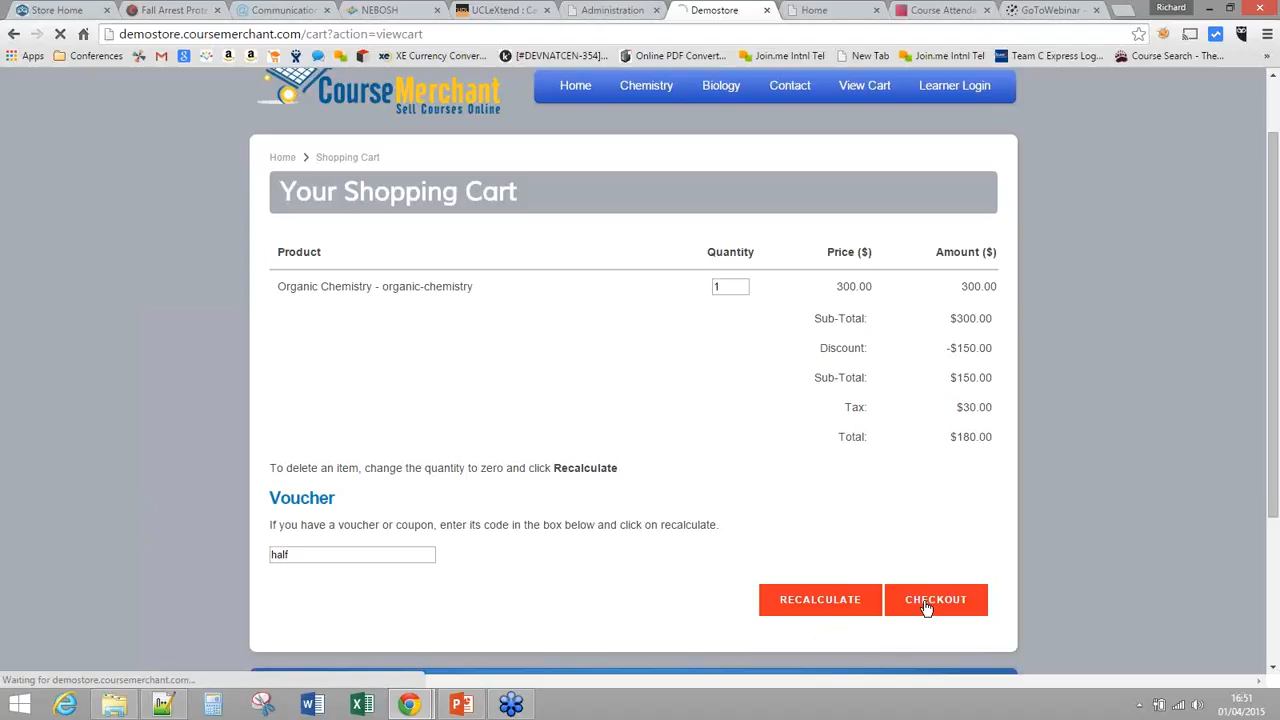 Store Home
Fall Arrest Prot
Communication
NEBOSH
UCLeXtend : Ca
Administration
Demostore
Home
Course Attenda
GoToWebinar -
Richard
demostore.coursemerchant.com/cart?action=viewcart
Apps
Conferences
XE Currency Conver...
[#DEVNATCEN-354]...
Online PDF Convert...
Join.me Intnl Tel
New Tab
Join.me Intnl Tel
Team C Express Log...
Course Search - The...
CourseMerchant
Sell Courses Online
Home
Chemistry
Biology
Contact
View Cart
Learner Login
Home
Shopping Cart
Your Shopping Cart
Product Quantity Price ($) Amount ($)
Organic Chemistry - organic-chemistry 1 300.00 300.00
Sub-Total: $300.00
Discount: -$150.00
Sub-Total: $150.00
Tax: $30.00
Total: $180.00
To delete an item, change the quantity to zero and click Recalculate
Voucher
If you have a voucher or coupon, enter its code in the box below and click on recalculate.
half
RECALCULATE
CHECKOUT
Waiting for demostore.coursemerchant.com...
16:51
01/04/2015